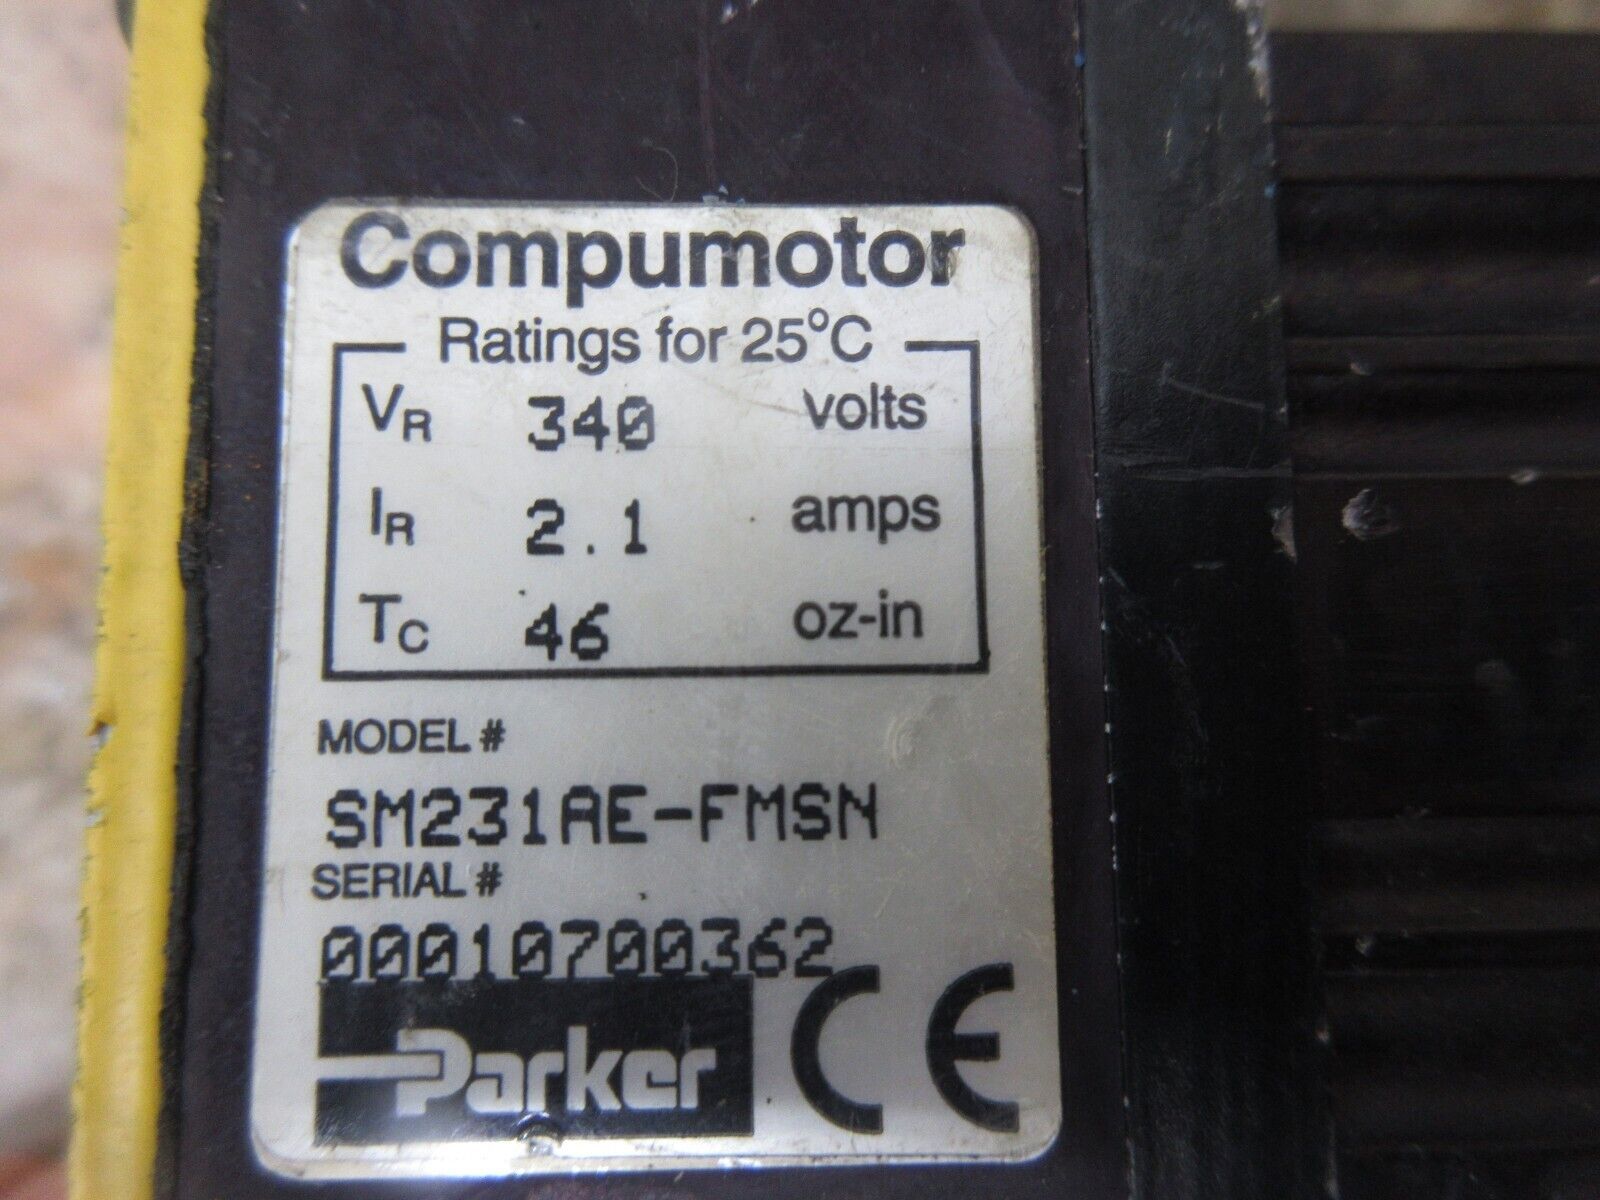 Compumotor
Ratings for 25°C
VR 340 volts
IR 2.1 amps
TC 46 oz-in
MODEL #
SM231AE-FMSN
SERIAL #
00010700362
Parker CE